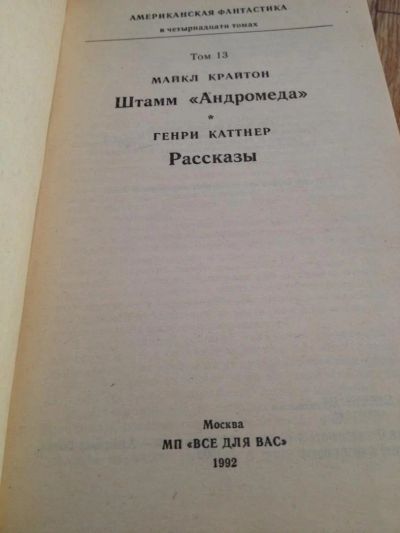 АМЕРИКАНСКАЯ ФАНТАСТИКА
в четырнадцати томах
Том 13
МАЙКЛ КРАЙТОН
Штамм «Андромеда»
*
ГЕНРИ КАТТНЕР
Рассказы
Москва
МП «ВСЕ ДЛЯ ВАС»
1992